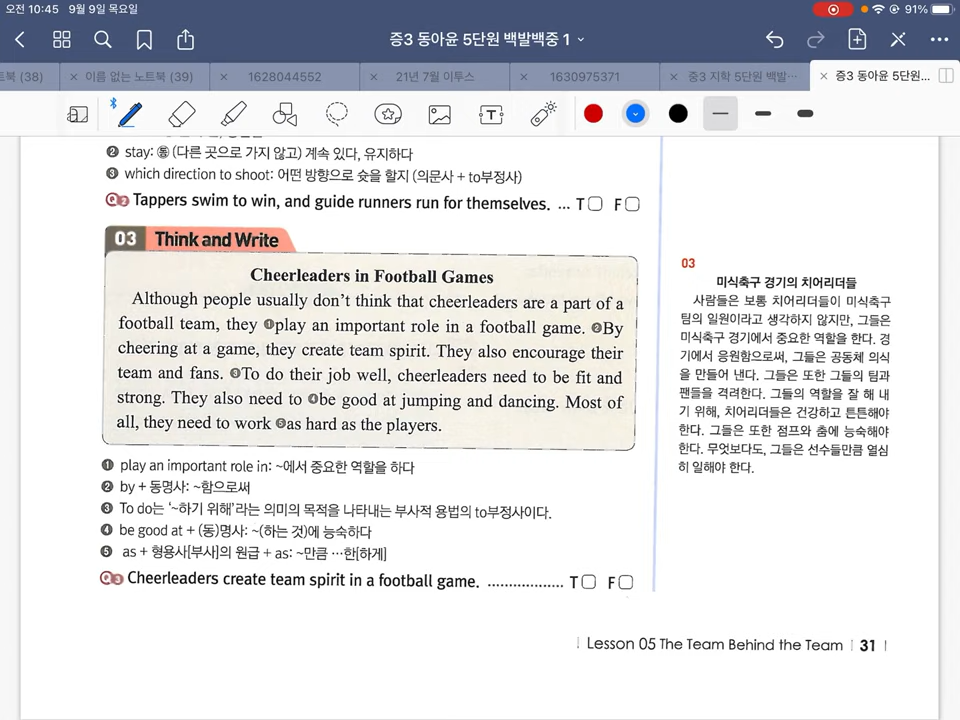 오전 10:45 9월 9일 목요일 91%
중3 동아윤 5단원 백발백중 1
트북 (38) 이름 없는 노트북 (39) 1628044552 21년 7월 이투스 1630975371 중3 지학 5단원 백발··· 중3 동아윤 5단원...
❷ stay: 동 (다른 곳으로 가지 않고) 계속 있다, 유지하다
❸ which direction to shoot: 어떤 방향으로 슛을 할지 (의문사 + to부정사)
Q2 Tappers swim to win, and guide runners run for themselves. ... T F
03 Think and Write
Cheerleaders in Football Games
Although people usually don't think that cheerleaders are a part of a
football team, they ❶play an important role in a football game. ❷By
cheering at a game, they create team spirit. They also encourage their
team and fans. ❸To do their job well, cheerleaders need to be fit and
strong. They also need to ❹be good at jumping and dancing. Most of
all, they need to work ❺as hard as the players.
❶ play an important role in: ~에서 중요한 역할을 하다
❷ by + 동명사: ~함으로써
❸ To do는 '~하기 위해'라는 의미의 목적을 나타내는 부사적 용법의 to부정사이다.
❹ be good at + (동)명사: ~(하는 것)에 능숙하다
❺ as + 형용사[부사]의 원급 + as: ~만큼 …한[하게]
Q3 Cheerleaders create team spirit in a football game. .................. T F
03
미식축구 경기의 치어리더들
사람들은 보통 치어리더들이 미식축구
팀의 일원이라고 생각하지 않지만, 그들은
미식축구 경기에서 중요한 역할을 한다. 경
기에서 응원함으로써, 그들은 공동체 의식
을 만들어 낸다. 그들은 또한 그들의 팀과
팬들을 격려한다. 그들의 역할을 잘 해 내
기 위해, 치어리더들은 건강하고 튼튼해야
한다. 그들은 또한 점프와 춤에 능숙해야
한다. 무엇보다도, 그들은 선수들만큼 열심
히 일해야 한다.
Lesson 05 The Team Behind the Team 31